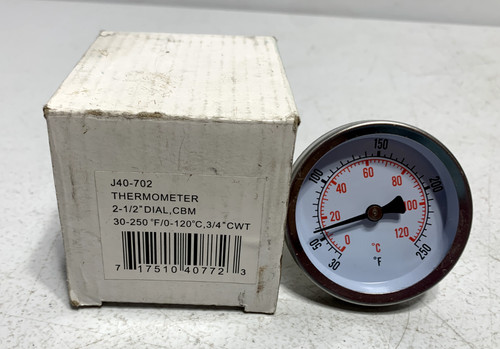 J40-702
THERMOMETER
2-1/2" DIAL, CBM
30-250 °F/0-120°C, 3/4" CWT
7 17510 40772 3
30 50 100 150 200 250
0 20 40 60 80 100 120
°C
°F